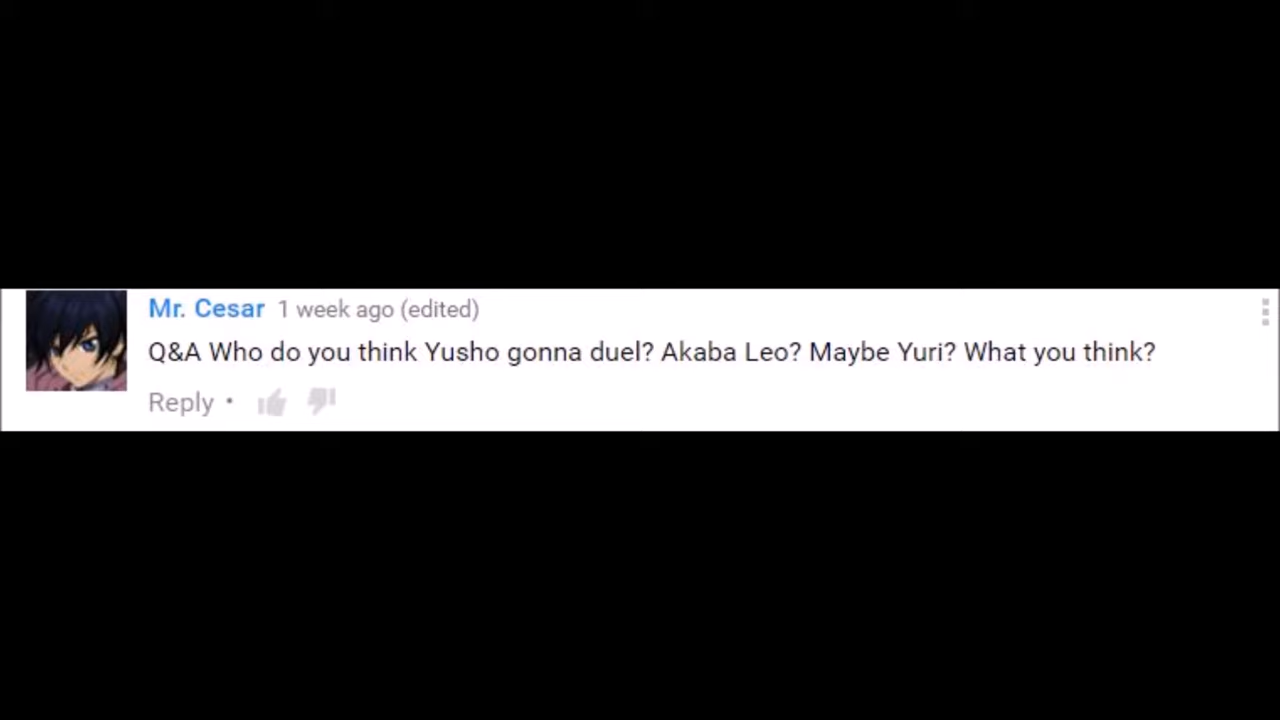 Mr. Cesar 1 week ago (edited)
Q&A Who do you think Yusho gonna duel? Akaba Leo? Maybe Yuri? What you think?
Reply •